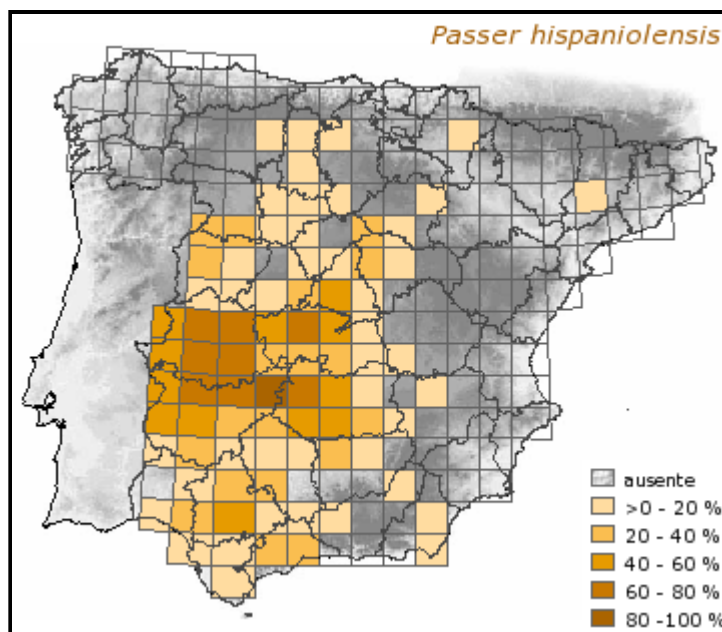 Passer hispaniolensis
ausente
>0 - 20 %
20 - 40 %
40 - 60 %
60 - 80 %
80 -100 %